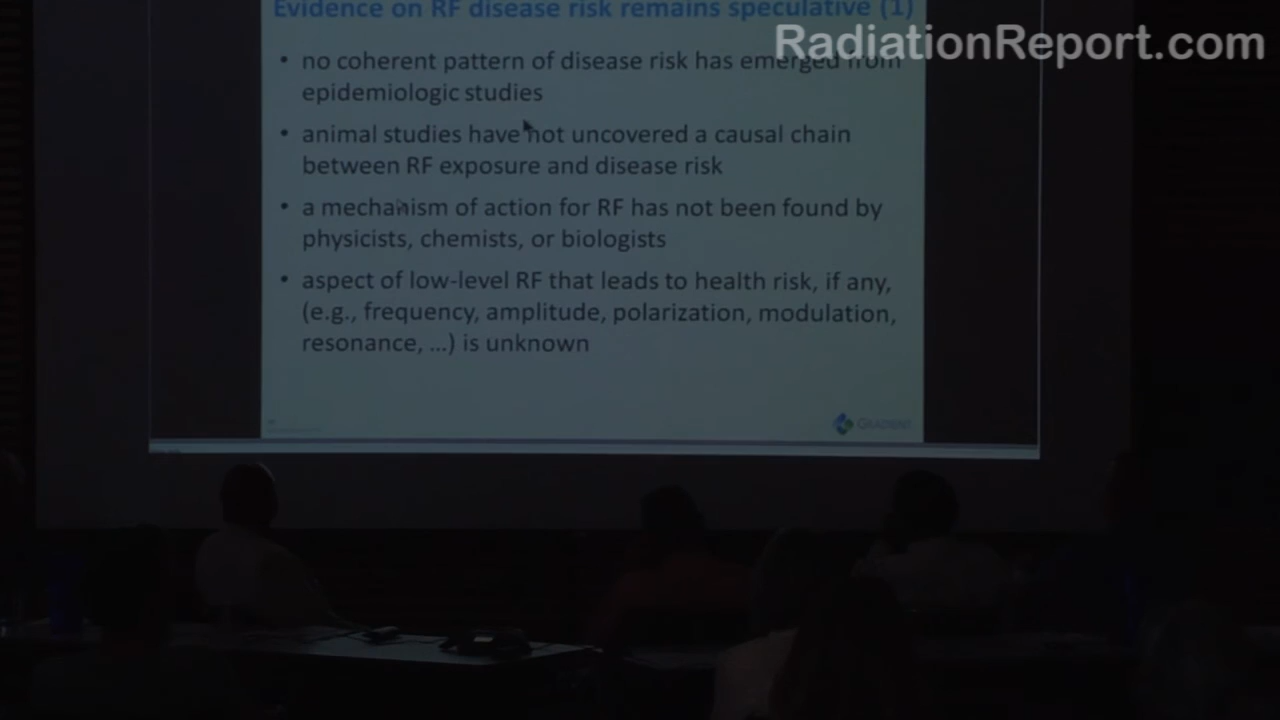 Evidence on RF disease risk remains speculative (1)
RadiationReport.com
• no coherent pattern of disease risk has emerged from
epidemiologic studies
• animal studies have not uncovered a causal chain
between RF exposure and disease risk
• a mechanism of action for RF has not been found by
physicists, chemists, or biologists
• aspect of low-level RF that leads to health risk, if any,
(e.g., frequency, amplitude, polarization, modulation,
resonance, ...) is unknown
GRADIENT